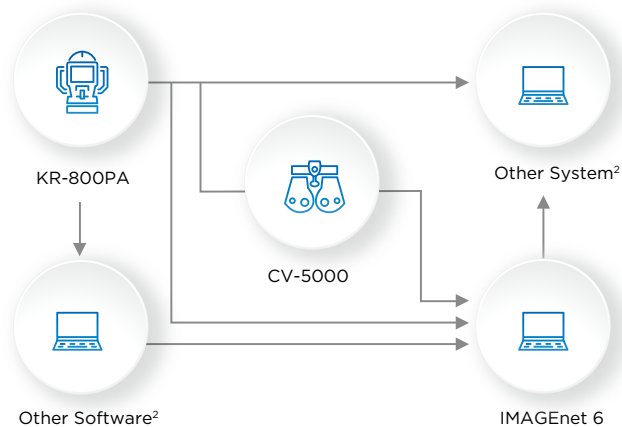 KR-800PA
Other System²
CV-5000
Other Software²
IMAGEnet 6